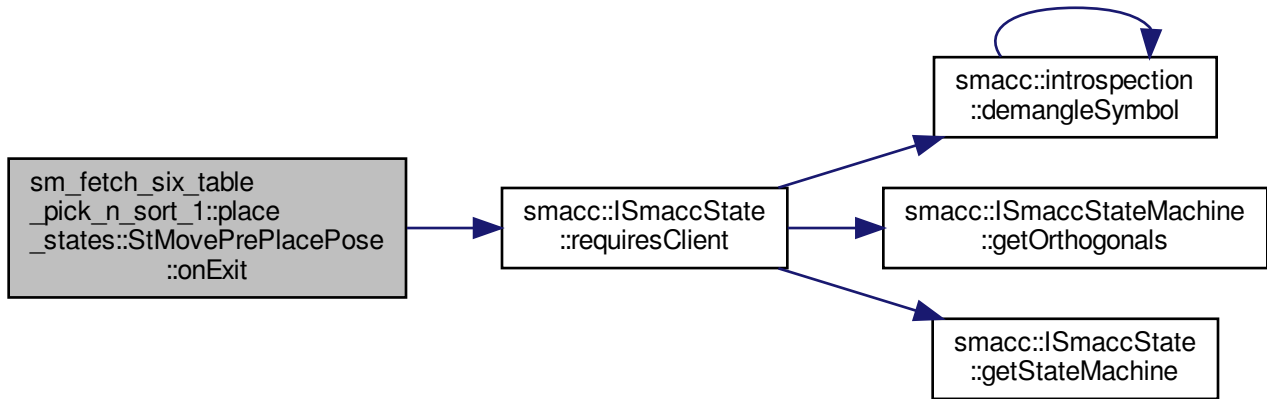 sm_fetch_six_table
_pick_n_sort_1::place
_states::StMovePrePlacePose
::onExit
smacc::ISmaccState
::requiresClient
smacc::introspection
::demangleSymbol
smacc::ISmaccStateMachine
::getOrthogonals
smacc::ISmaccState
::getStateMachine